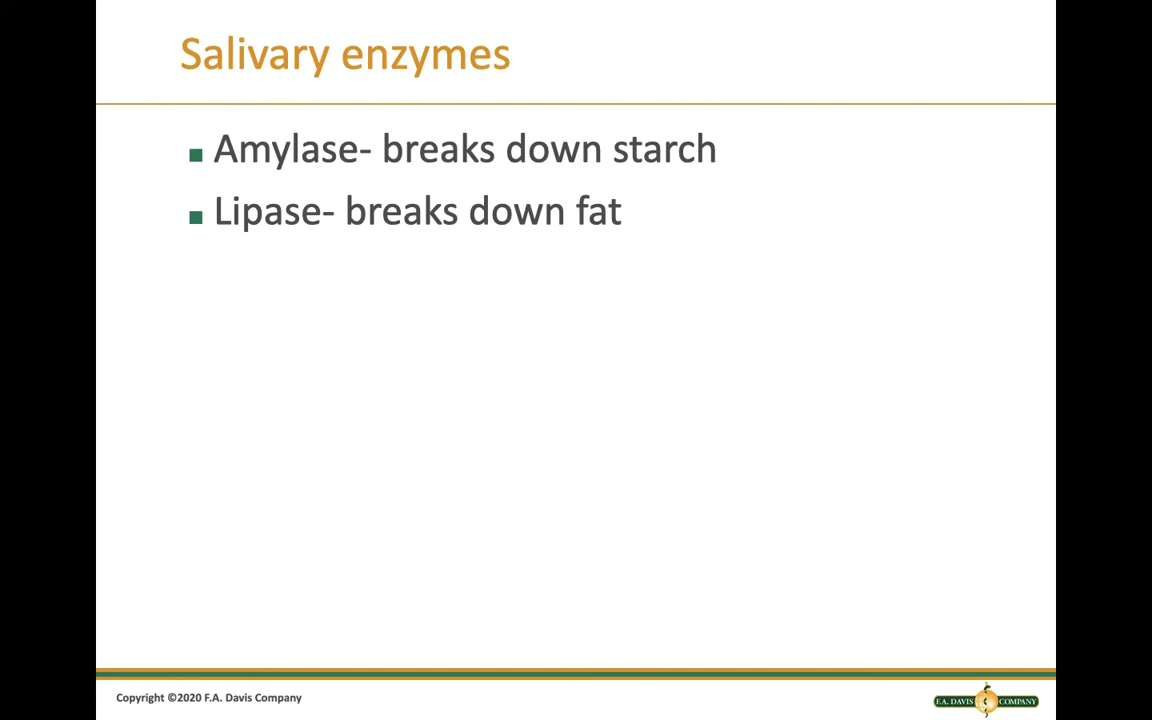 Salivary enzymes
Amylase- breaks down starch
Lipase- breaks down fat
Copyright ©2020 F.A. Davis Company
F.A. DAVIS COMPANY